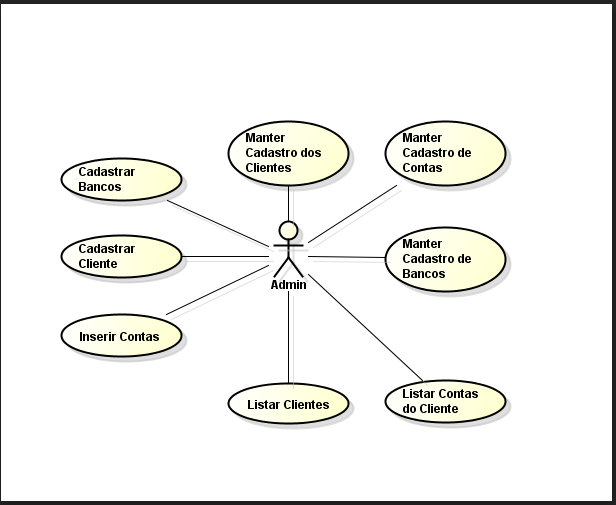 Manter
Cadastro dos
Clientes
Manter
Cadastro de
Contas
Cadastrar
Bancos
Cadastrar
Cliente
Manter
Cadastro de
Bancos
Admin
Inserir Contas
Listar Clientes
Listar Contas
do Cliente